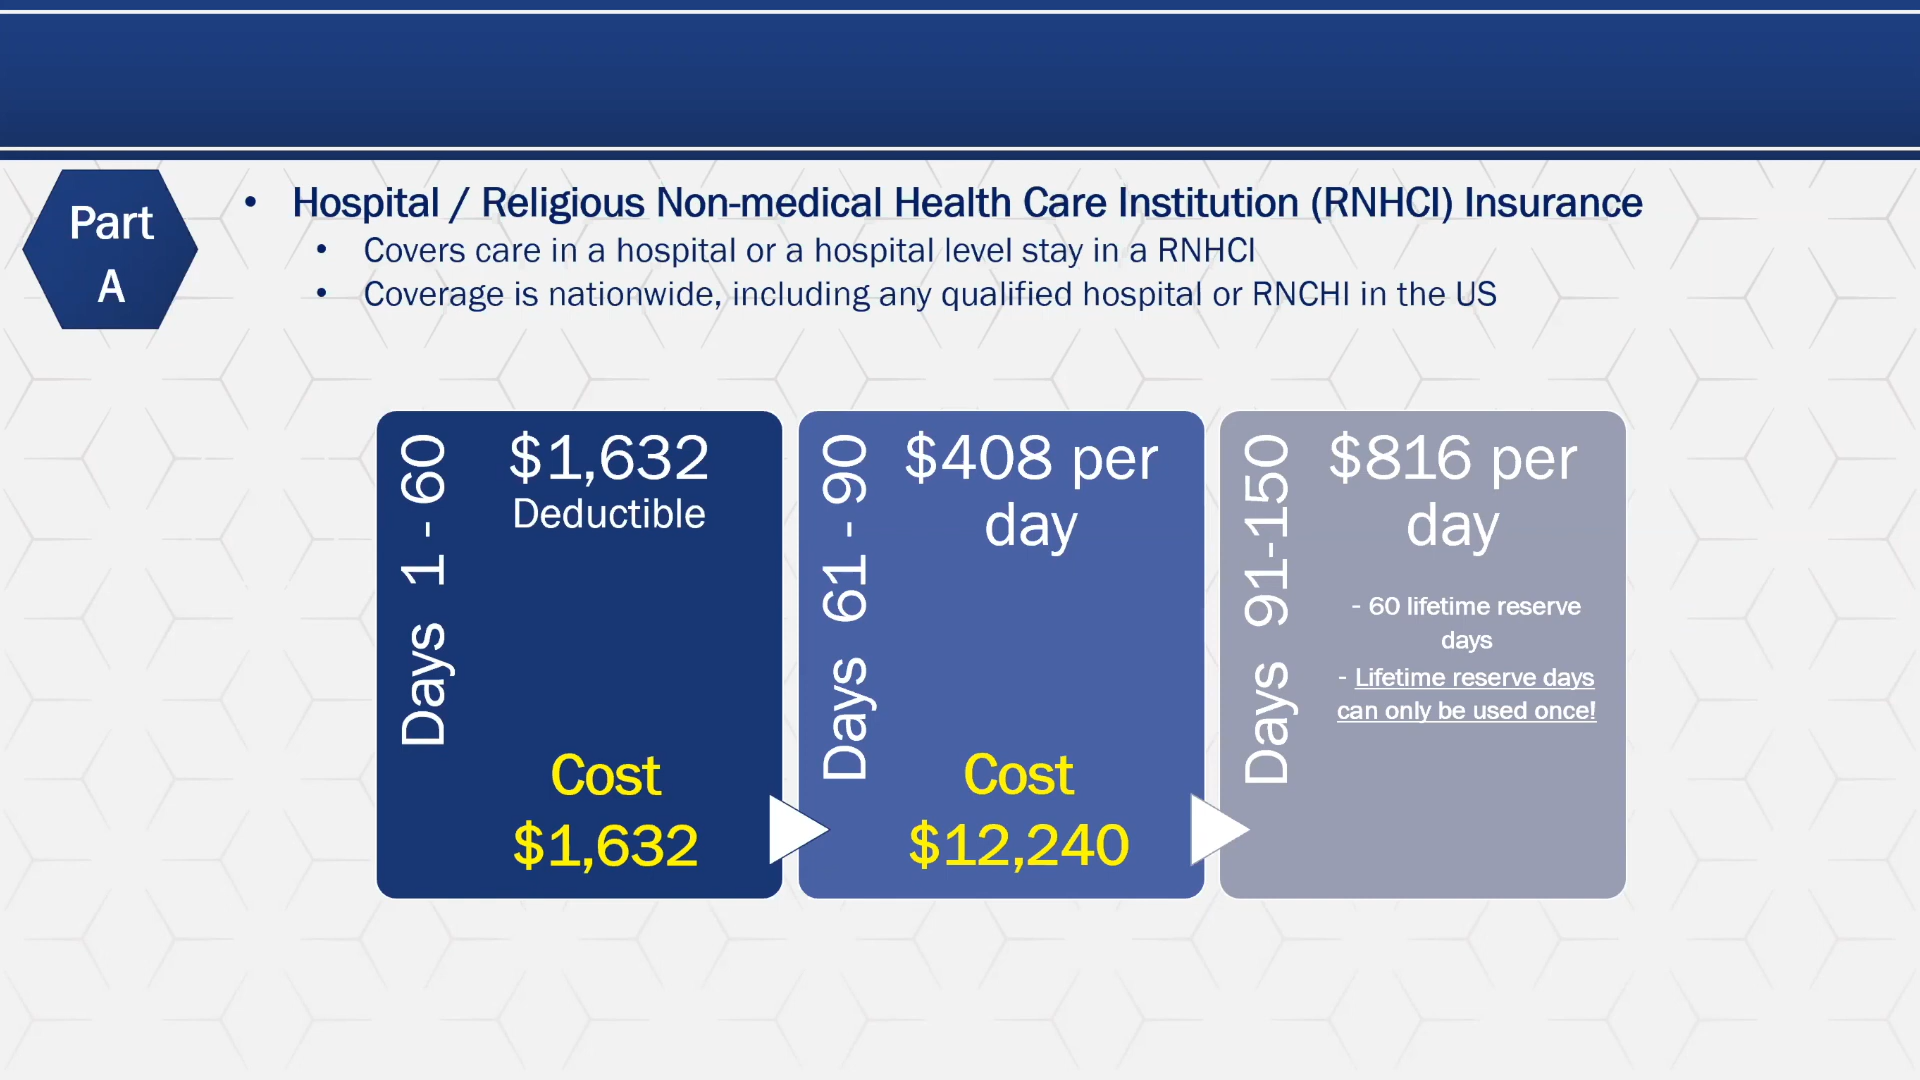 Part
A
• Hospital / Religious Non-medical Health Care Institution (RNHCI) Insurance
• Covers care in a hospital or a hospital level stay in a RNHCI
• Coverage is nationwide, including any qualified hospital or RNCHI in the US
Days 1 - 60
$1,632
Deductible
Cost
$1,632
Days 61 - 90
$408 per
day
Cost
$12,240
Days 91-150
$816 per
day
- 60 lifetime reserve
days
- Lifetime reserve days
can only be used once!